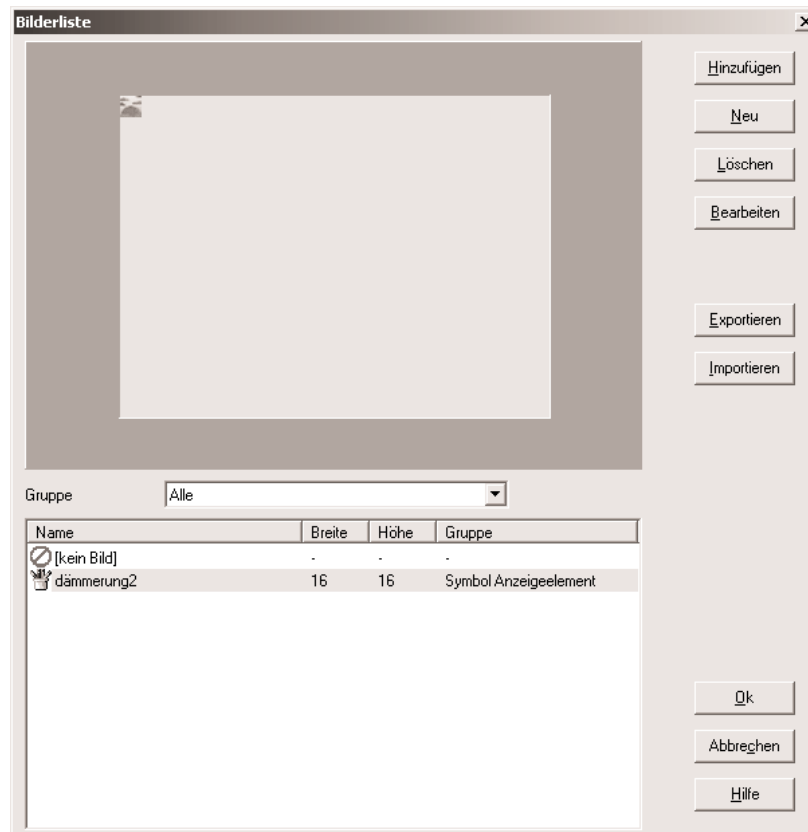 Bilderliste
Hinzufügen
Neu
Löschen
Bearbeiten
Exportieren
Importieren
Gruppe Alle
Name Breite Höhe Gruppe
[kein Bild] - - -
dämmerung2 16 16 Symbol Anzeigeelement
Ok
Abbrechen
Hilfe